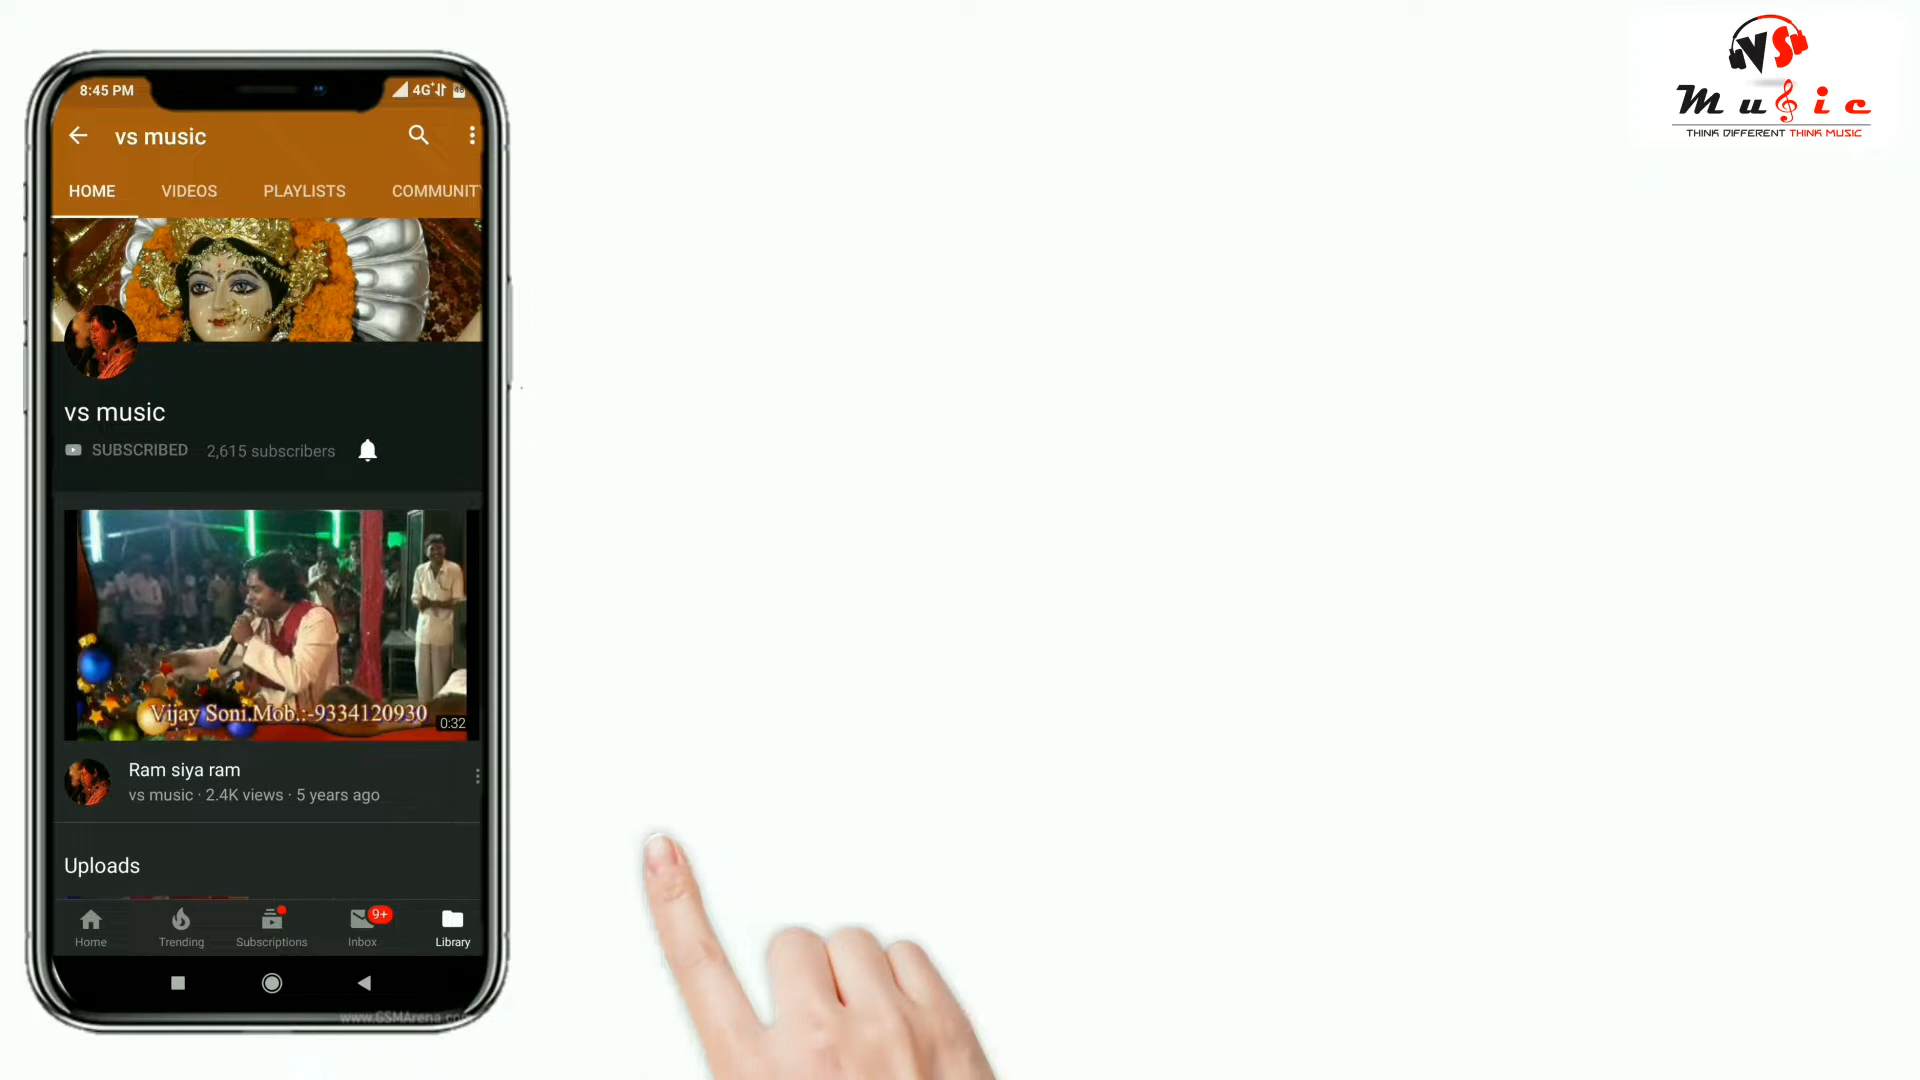 8:45 PM
4G+
vs music
HOME VIDEOS PLAYLISTS COMMUNIT
vs music
SUBSCRIBED 2,615 subscribers
Vijay Soni.Mob.:-9334120930
0:32
Ram siya ram
vs music · 2.4K views · 5 years ago
Uploads
9+
Home Trending Subscriptions Inbox Library
www.GSMArena.com
VS
Music
THINK DIFFERENT THINK MUSIC